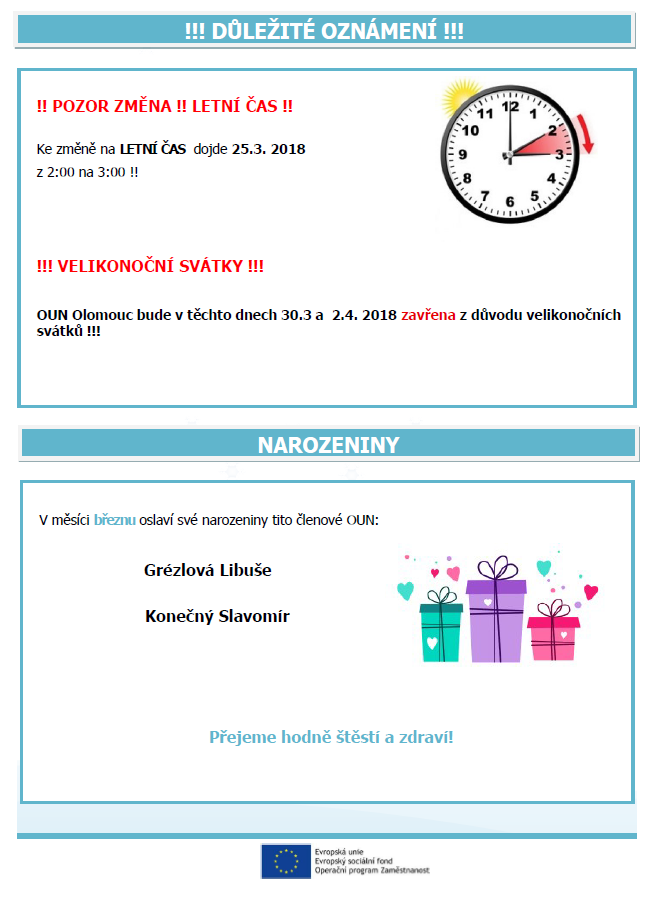 !!! DŮLEŽITÉ OZNÁMENÍ !!!
!! POZOR ZMĚNA !! LETNÍ ČAS !!
Ke změně na LETNÍ ČAS dojde 25.3. 2018
z 2:00 na 3:00 !!
12
11 1
10 2
9 3
8 4
7 5
6
!!! VELIKONOČNÍ SVÁTKY !!!
OUN Olomouc bude v těchto dnech 30.3 a 2.4. 2018 zavřena z důvodu velikonočních
svátků !!!
NAROZENINY
V měsíci březnu oslaví své narozeniny tito členové OUN:
Grézlová Libuše
Konečný Slavomír
Přejeme hodně štěstí a zdraví!
Evropská unie
Evropský sociální fond
Operační program Zaměstnanost